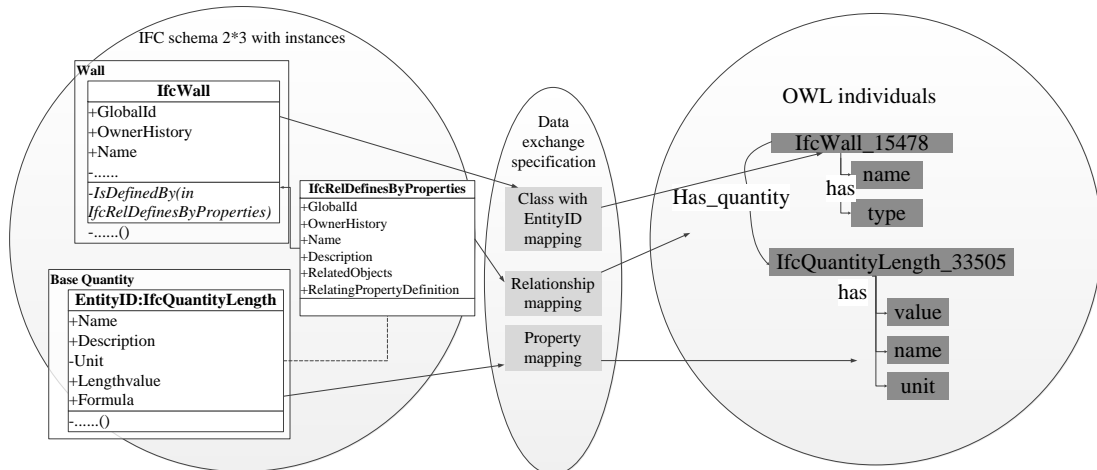 IFC schema 2*3 with instances
Wall
IfcWall
+GlobalId
+OwnerHistory
+Name
-......
-IsDefinedBy(in
IfcRelDefinesByProperties)
-......()
IfcRelDefinesByProperties
+GlobalId
+OwnerHistory
+Name
+Description
+RelatedObjects
+RelatingPropertyDefinition
Base Quantity
EntityID:IfcQuantityLength
+Name
+Description
-Unit
+Lengthvalue
+Formula
-......()
Data
exchange
specification
Class with
EntityID
mapping
Relationship
mapping
Property
mapping
OWL individuals
IfcWall_15478
has
name
type
Has_quantity
IfcQuantityLength_33505
has
value
name
unit